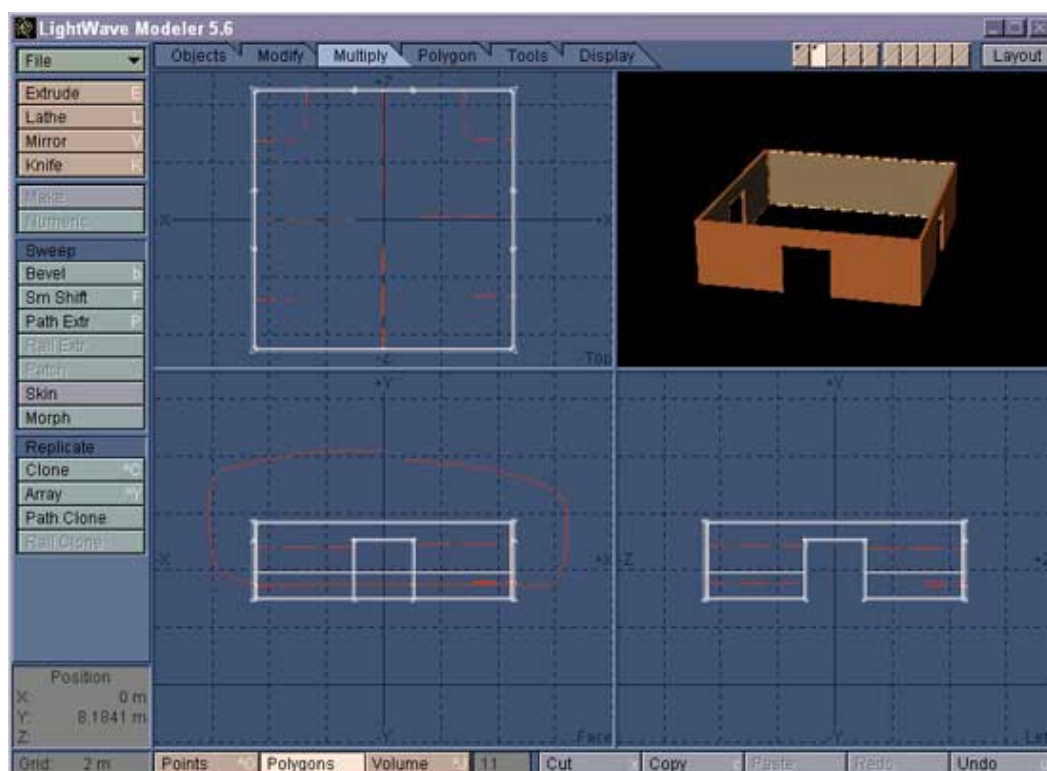 LightWave Modeler 5.6
File
Objects Modify Multiply Polygon Tools Display
Layout
Extrude E
Lathe L
Mirror V
Knife K
Make
Numeric
Sweep
Bevel b
Sm Shift F
Path Extr P
Rail Extr
Patch
Skin
Morph
Replicate
Clone ^C
Array ^Y
Path Clone
Rail Clone
+Z
-X +X
-Z
Top
+Y
-X +X
-Y
Face
+Y
-Z +Z
-Y
Left
Position
X: 0 m
Y: 8.1841 m
Z:
Grid: 2 m
Points Polygons Volume 11 Cut Copy Paste Redo Undo